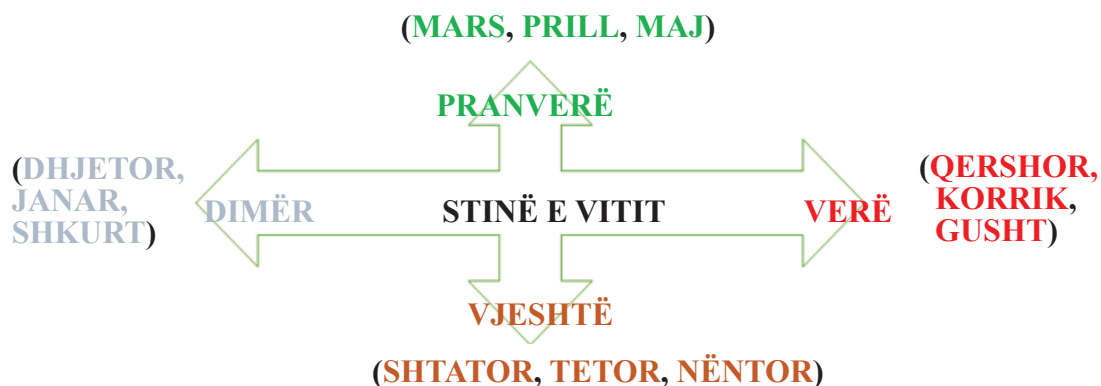 (MARS, PRILL, MAJ)
PRANVERË
(DHJETOR,
JANAR,
SHKURT)
DIMËR
STINË E VITIT
VERË
(QERSHOR,
KORRIK,
GUSHT)
VJESHTË
(SHTATOR, TETOR, NËNTOR)